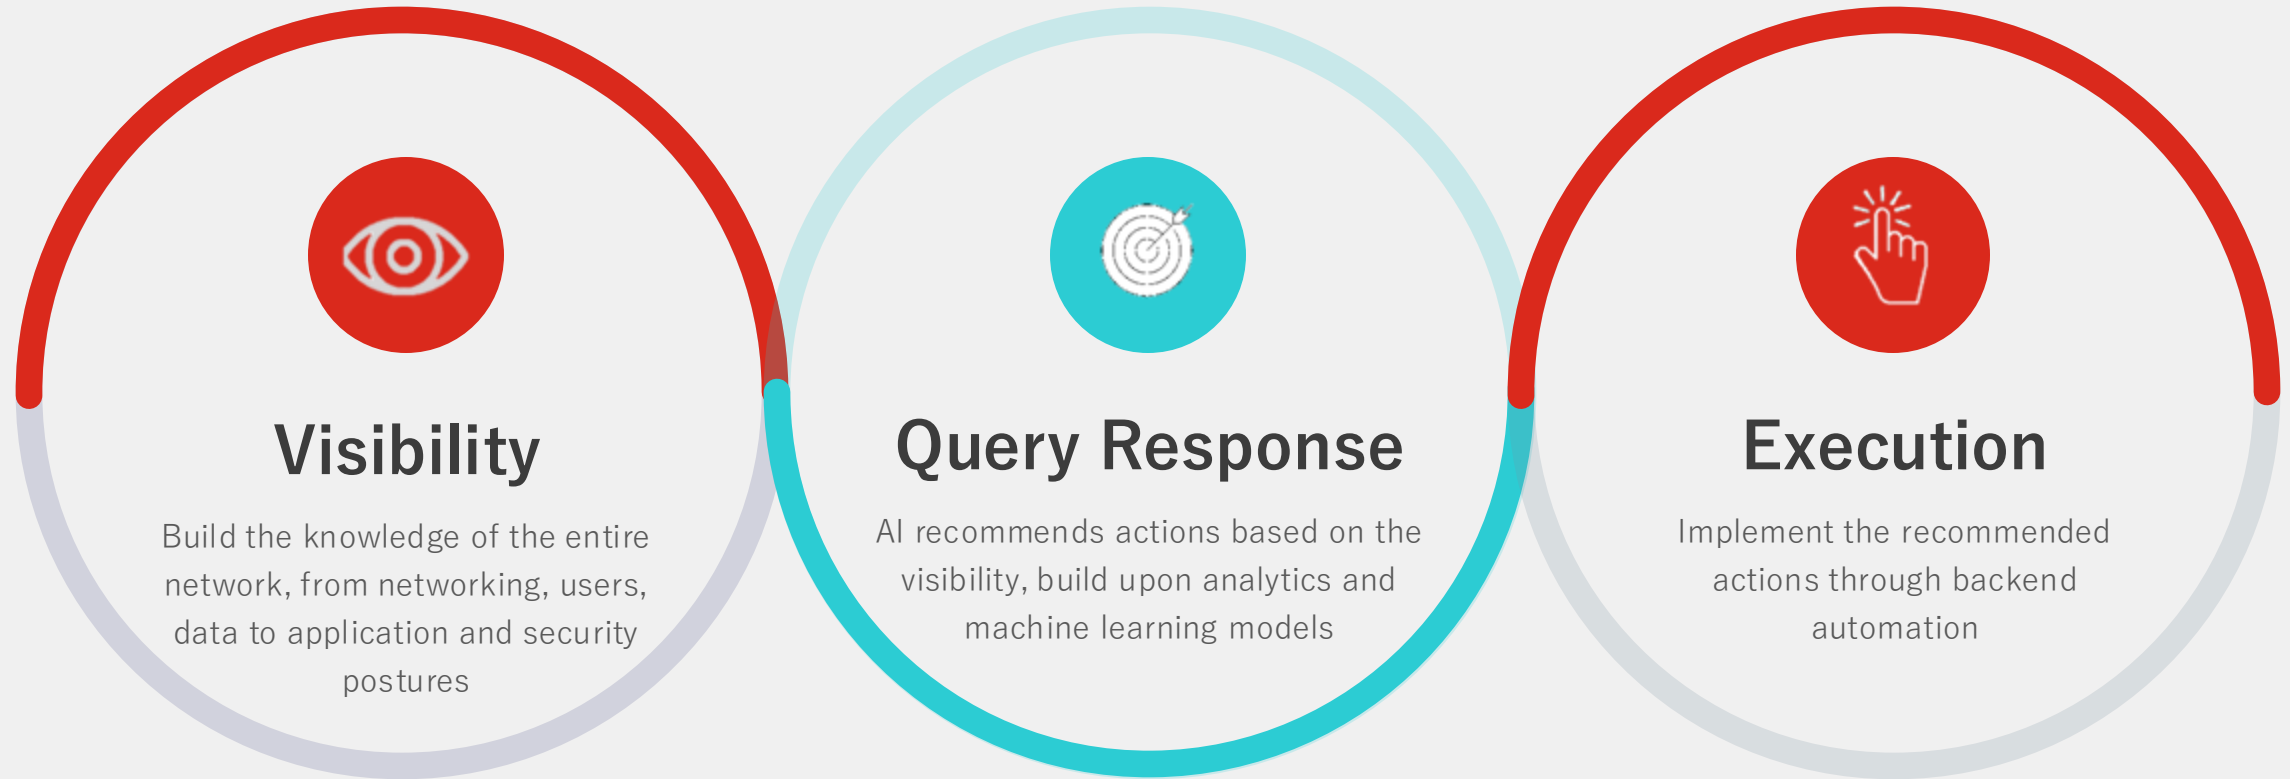 Visibility
Build the knowledge of the entire
network, from networking, users,
data to application and security
postures
Query Response
AI recommends actions based on the
visibility, build upon analytics and
machine learning models
Execution
Implement the recommended
actions through backend
automation